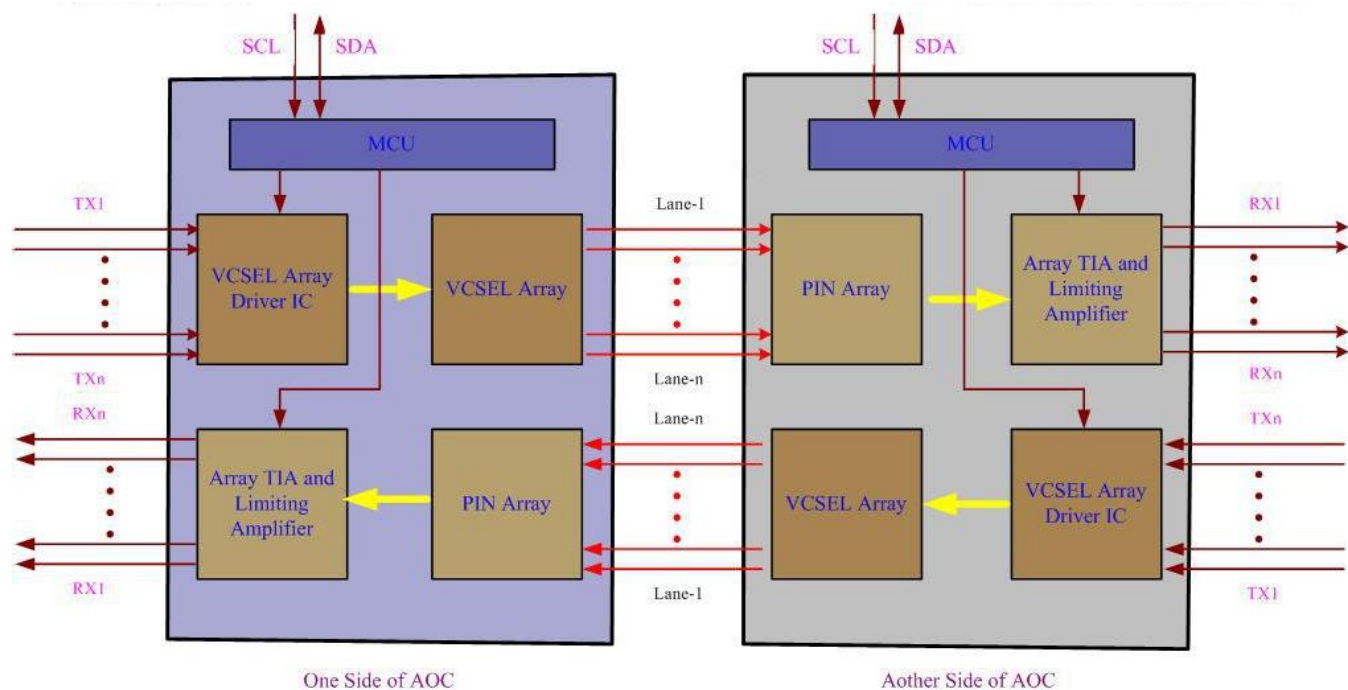 SCL
SDA
SCL
SDA
MCU
MCU
TX1
Lane-1
RX1
VCSEL Array
Driver IC
VCSEL Array
PIN Array
Array TIA and
Limiting
Amplifier
TXn
Lane-n
RXn
RXn
Lane-n
TXn
Array TIA and
Limiting
Amplifier
PIN Array
VCSEL Array
VCSEL Array
Driver IC
RX1
Lane-1
TX1
One Side of AOC
Aother Side of AOC